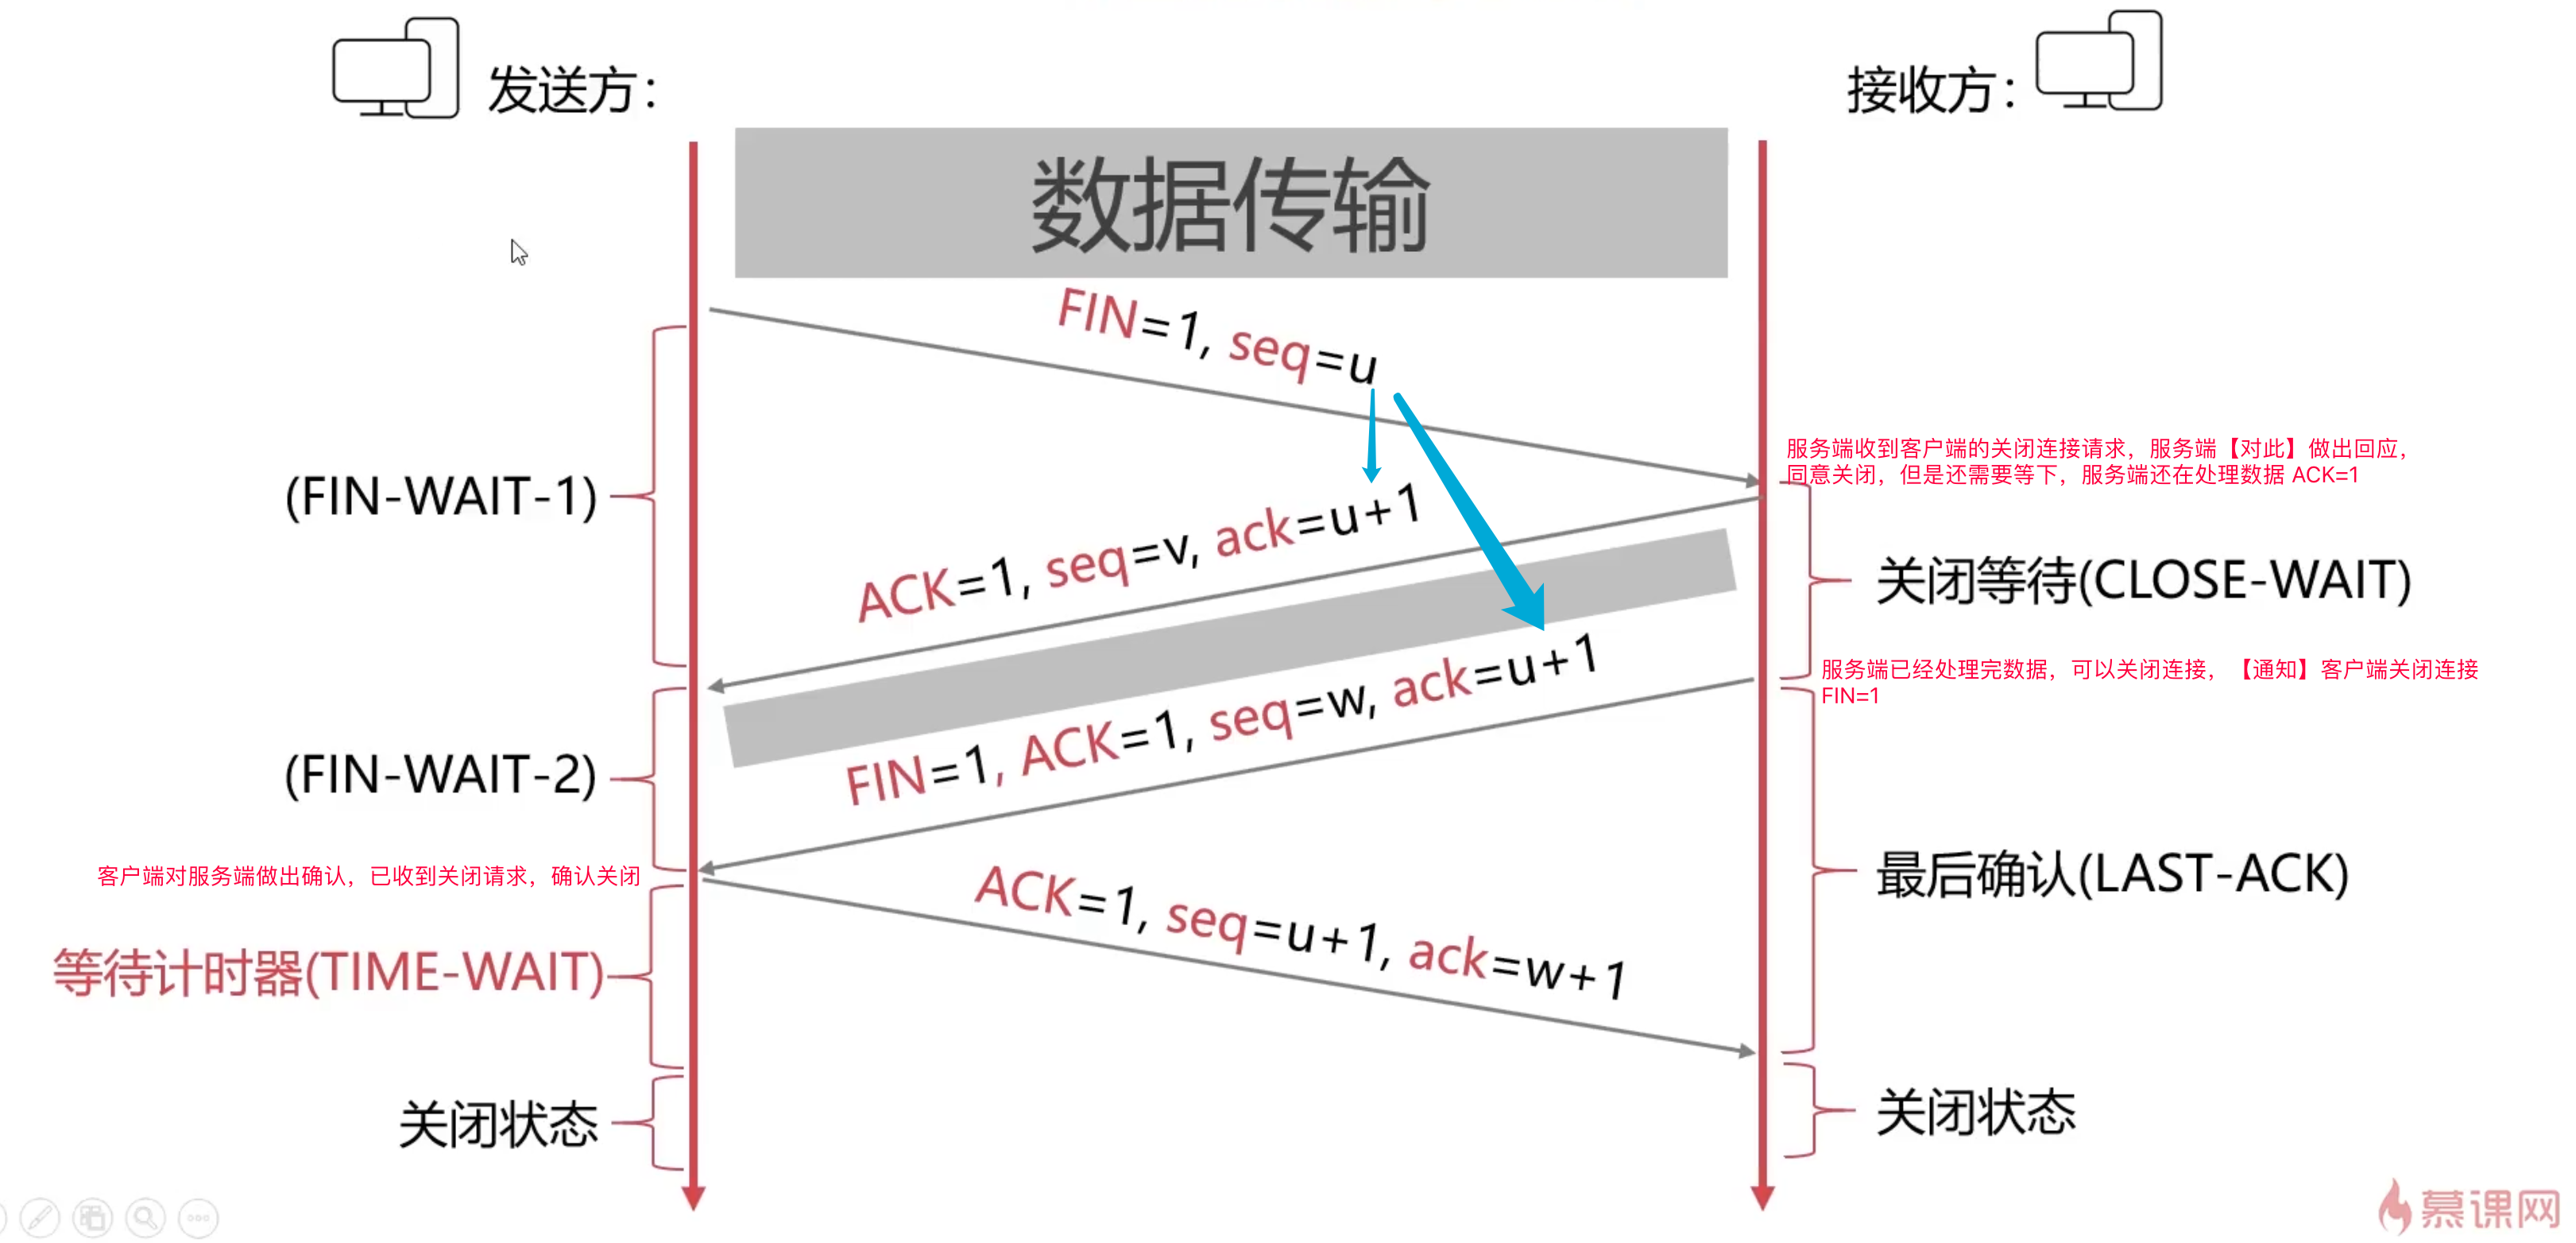 发送方：
接收方：
数据传输
FIN=1, seq=u
服务端收到客户端的关闭连接请求，服务端【对此】做出回应，
同意关闭，但是还需要等下，服务端还在处理数据 ACK=1
(FIN-WAIT-1)
ACK=1, seq=v, ack=u+1
关闭等待(CLOSE-WAIT)
服务端已经处理完数据，可以关闭连接，【通知】客户端关闭连接
FIN=1
FIN=1, ACK=1, seq=w, ack=u+1
(FIN-WAIT-2)
客户端对服务端做出确认，已收到关闭请求，确认关闭
最后确认(LAST-ACK)
ACK=1, seq=u+1, ack=w+1
等待计时器(TIME-WAIT)
关闭状态
关闭状态
慕课网